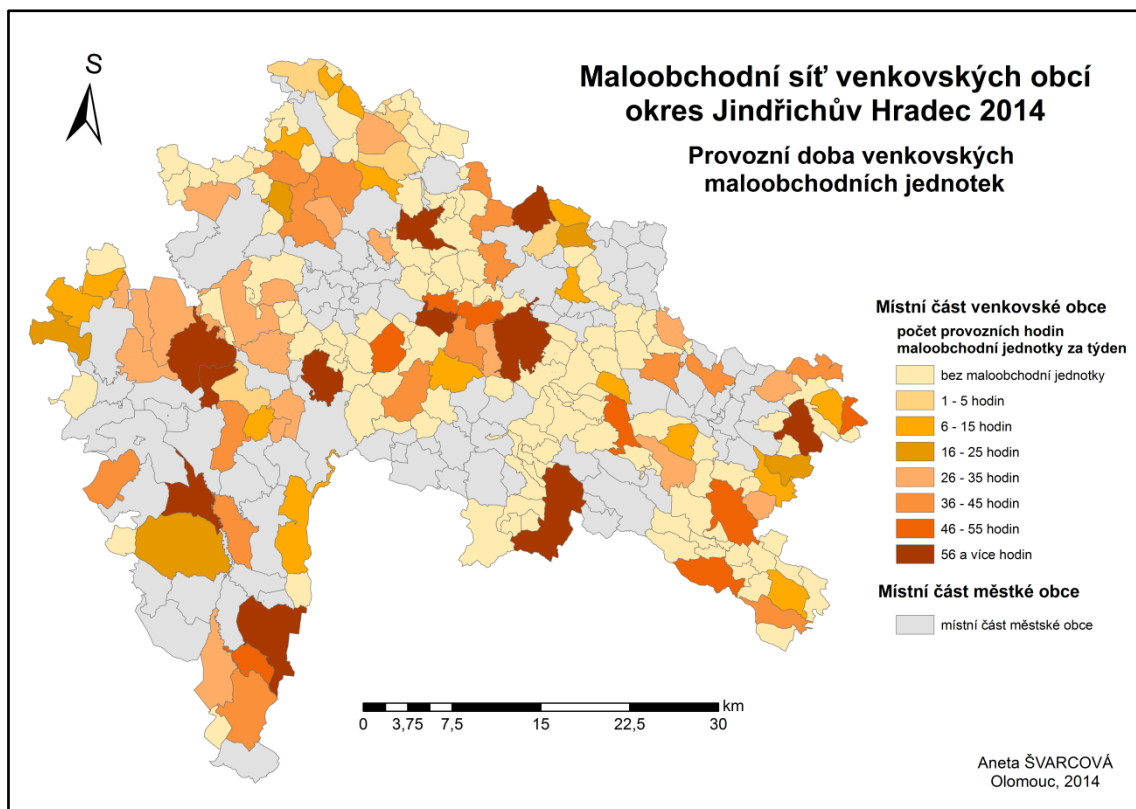 S
Maloobchodní síť venkovských obcí
okres Jindřichův Hradec 2014
Provozní doba venkovských
maloobchodních jednotek
Místní část venkovské obce
počet provozních hodin
maloobchodní jednotky za týden
bez maloobchodní jednotky
1 - 5 hodin
6 - 15 hodin
16 - 25 hodin
26 - 35 hodin
36 - 45 hodin
46 - 55 hodin
56 a více hodin
Místní část městké obce
místní část městské obce
km
0 3,75 7,5 15 22,5 30
Aneta ŠVARCOVÁ
Olomouc, 2014